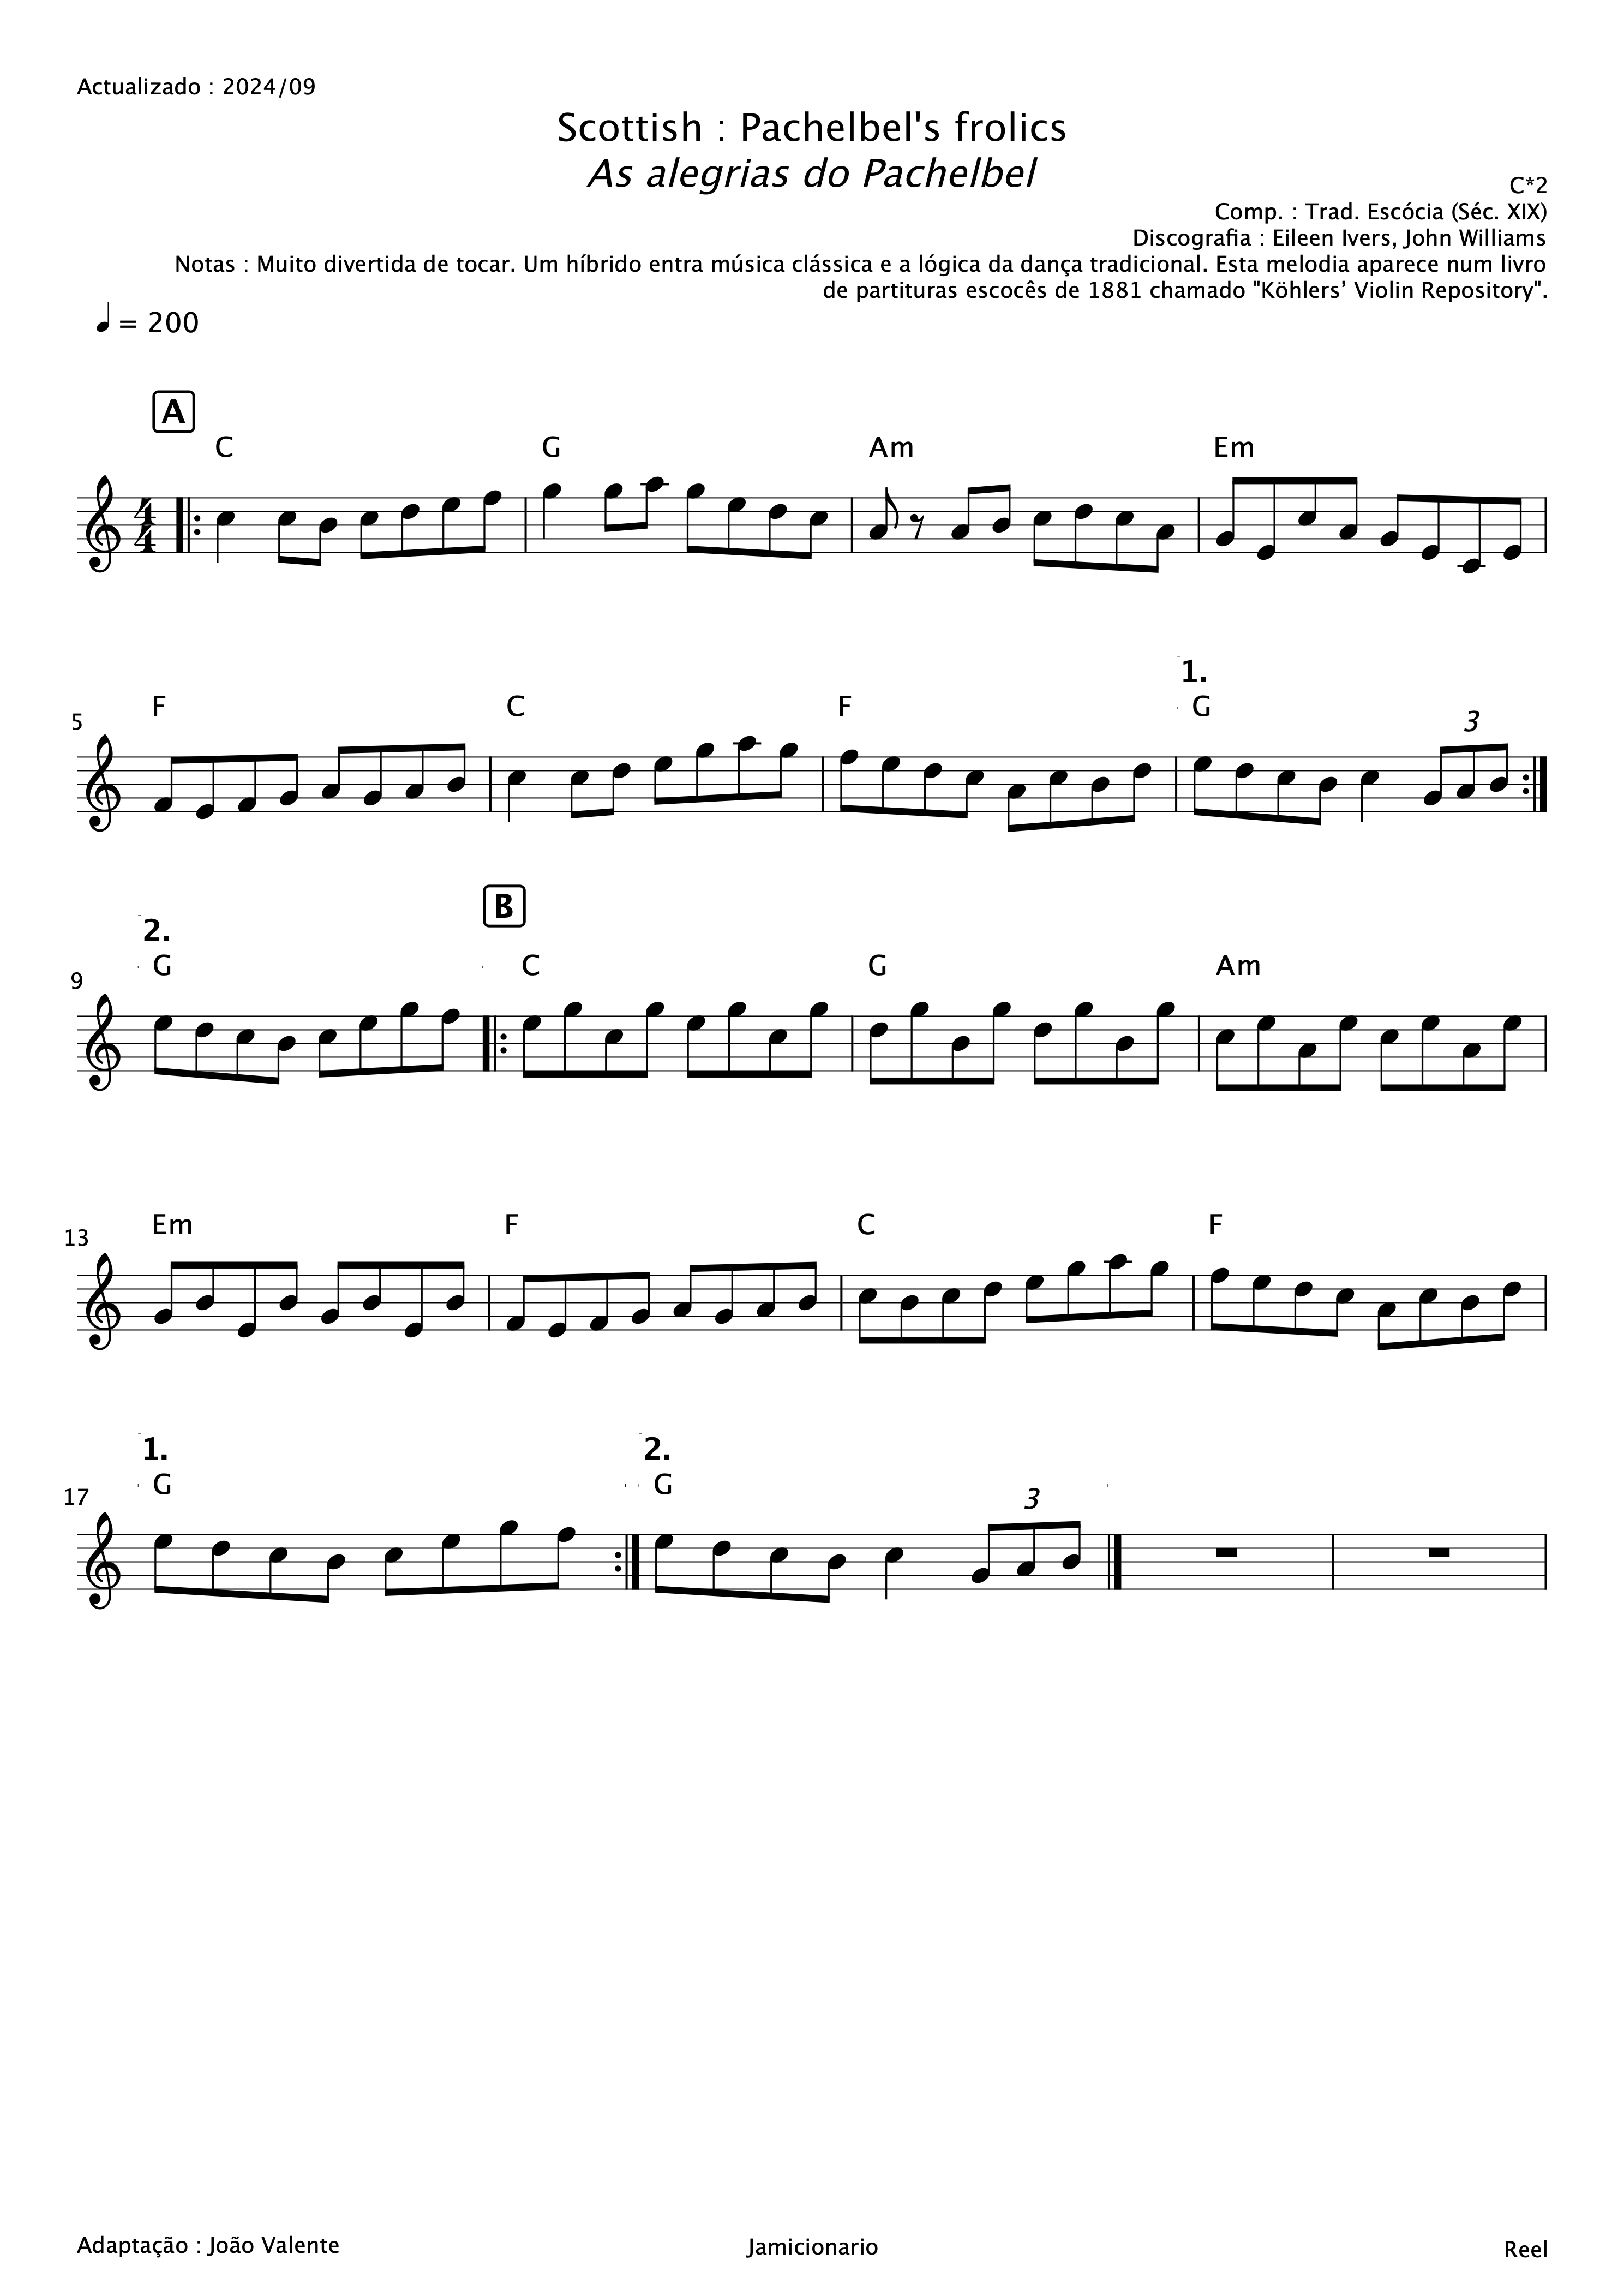 Actualizado : 2024/09
Scottish : Pachelbel's frolics
As alegrias do Pachelbel
C*2
Comp. : Trad. Escócia (Séc. XIX)
Discografia : Eileen Ivers, John Williams
Notas : Muito divertida de tocar. Um híbrido entra música clássica e a lógica da dança tradicional. Esta melodia aparece num livro
de partituras escocês de 1881 chamado "Köhlers’ Violin Repository".
= 200
A
C G Am Em
4
4
1.
5 F C F G 3
B
2.
9 G C G Am
13 Em F C F
1. 2.
17 G G 3
Adaptação : João Valente Jamicionario Reel